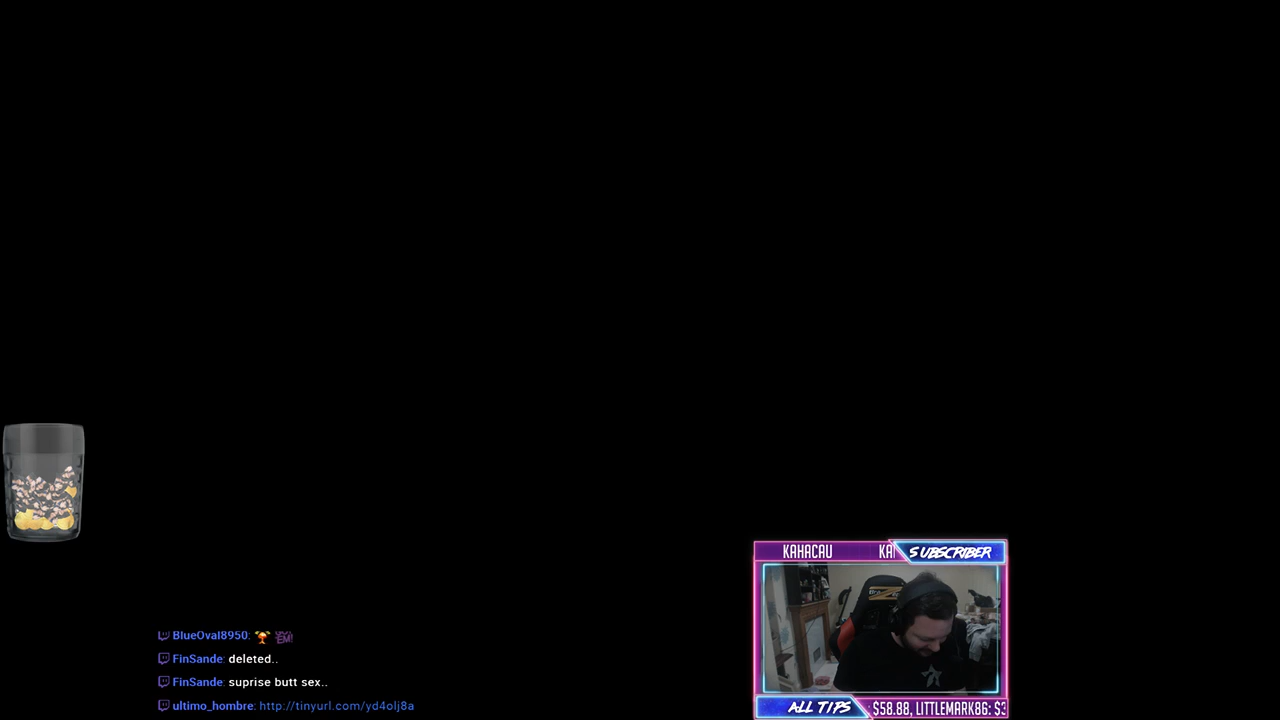 KAHACAU KAI SUBSCRIBER
BlueOval8950:
FinSande: deleted..
FinSande: suprise butt sex..
ultimo_hombre: http://tinyurl.com/yd4olj8a
ALL TIPS : $58.88, LITTLEMARK86: $3